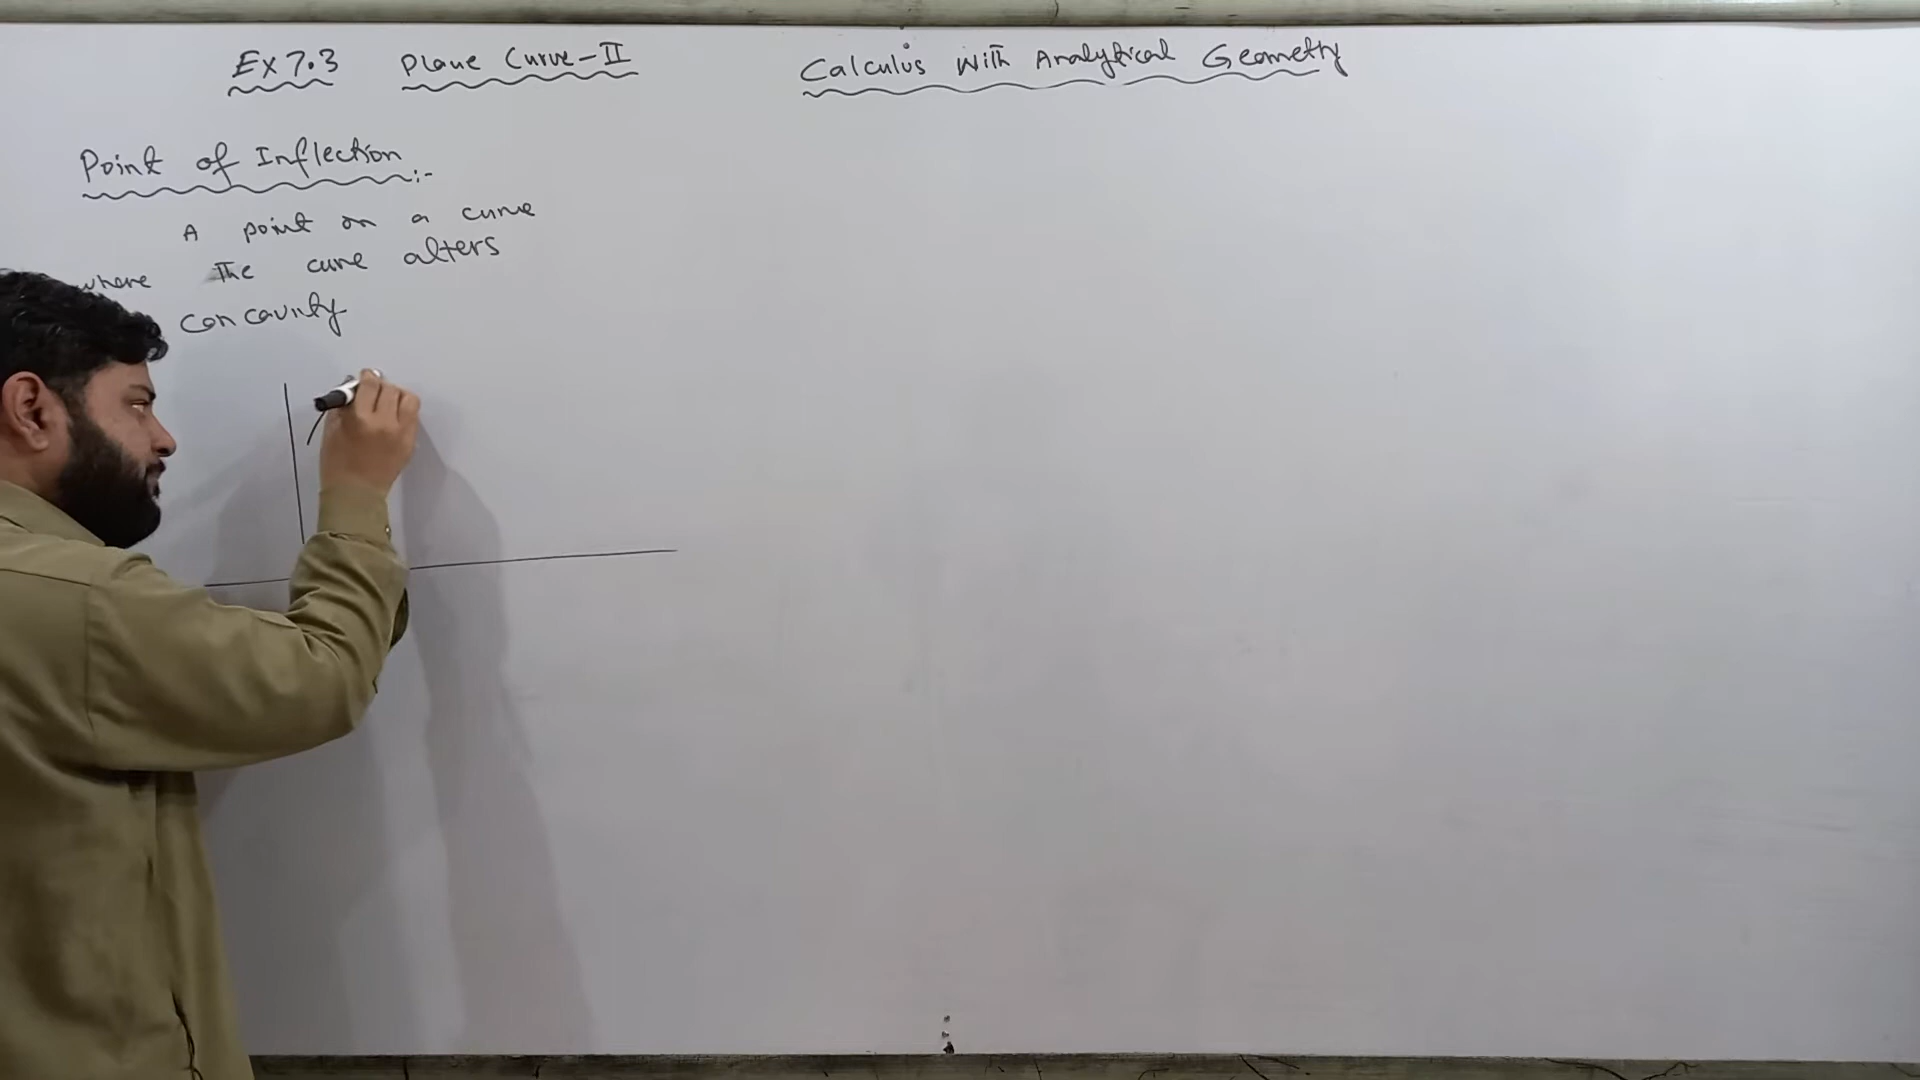 Ex 7.3 Plane Curve-II Calculus With Analytical Geometry
Point of Inflection :-
A point on a curve
where The curve alters
concavity